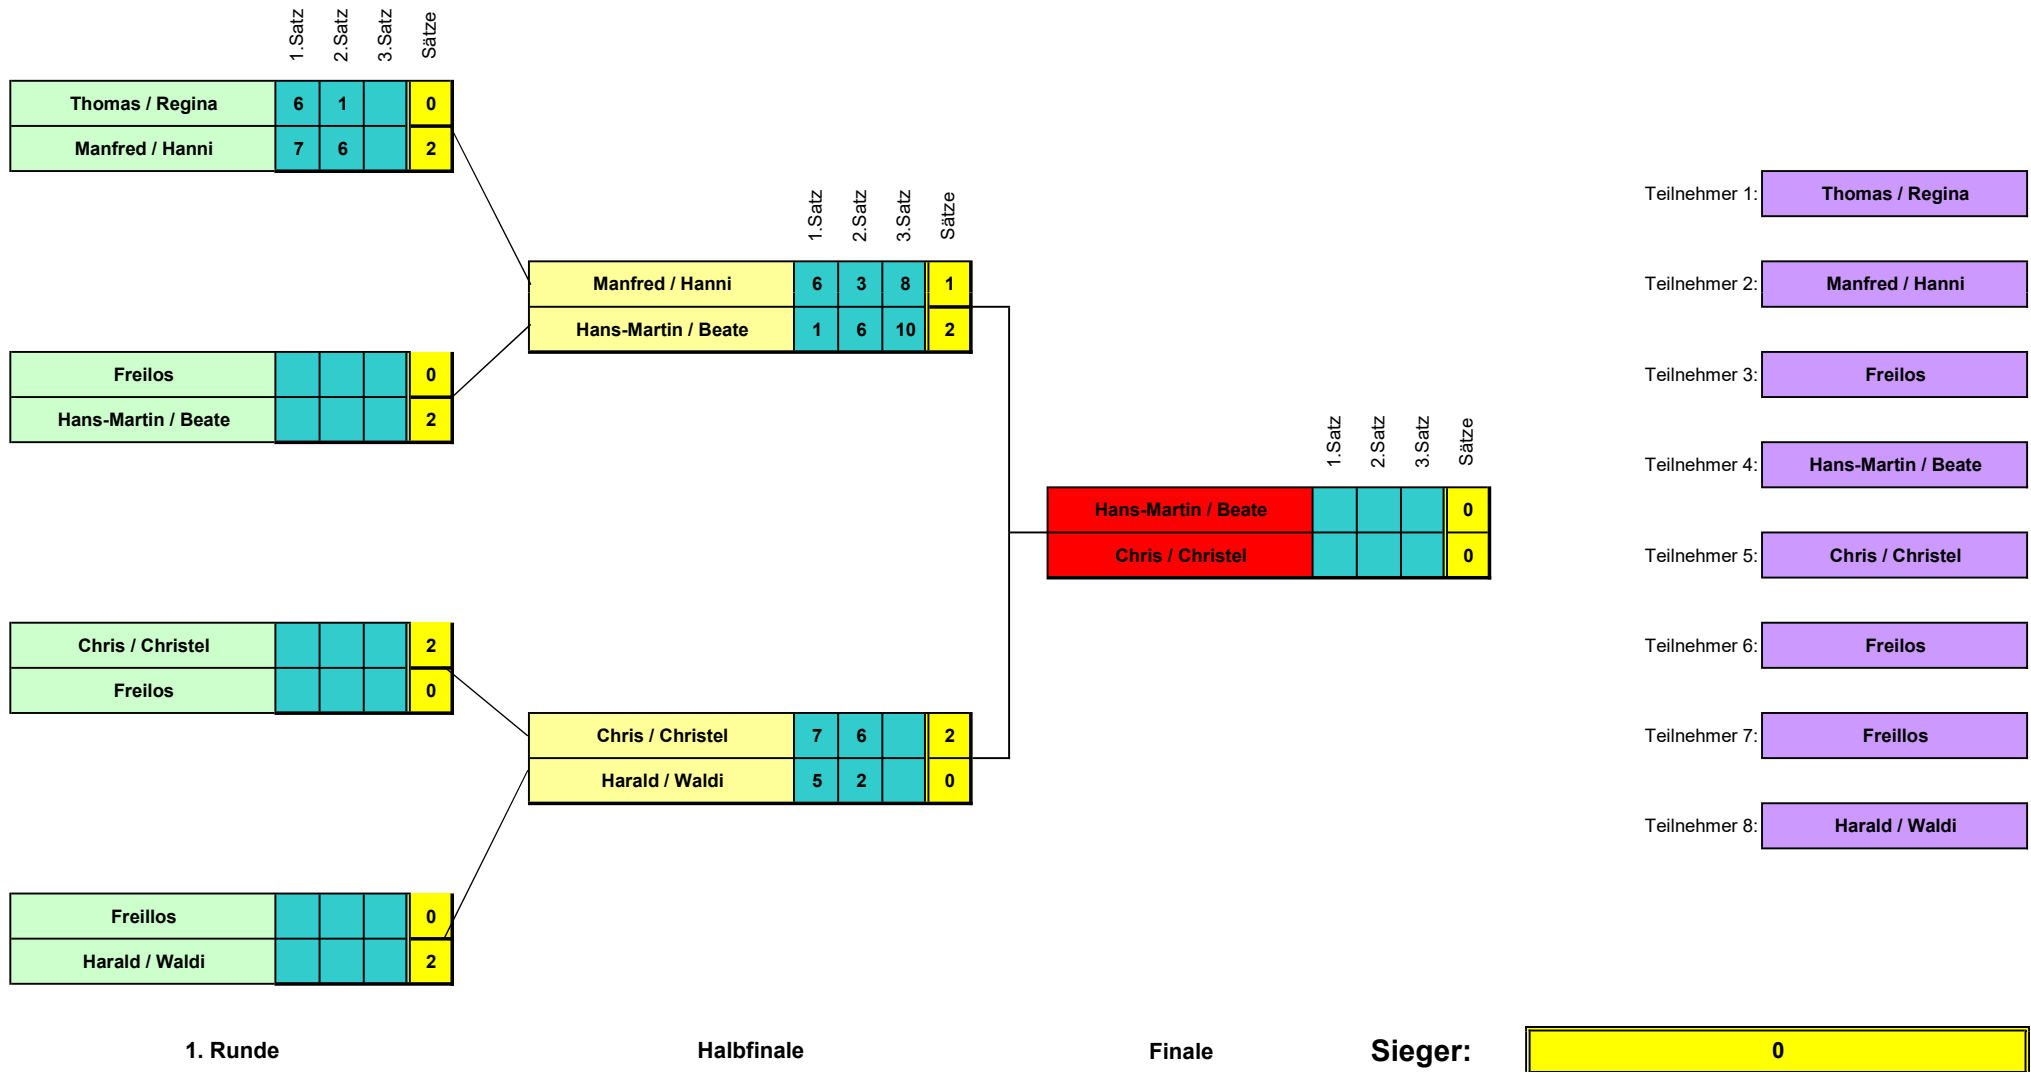 1.Satz 2.Satz 3.Satz Sätze
Thomas / Regina 6 1 0
Manfred / Hanni 7 6 2
Freilos 0
Hans-Martin / Beate 2
Chris / Christel 2
Freilos 0
Freillos 0
Harald / Waldi 2
1. Runde
1.Satz 2.Satz 3.Satz Sätze
Manfred / Hanni 6 3 8 1
Hans-Martin / Beate 1 6 10 2
Chris / Christel 7 6 2
Harald / Waldi 5 2 0
Halbfinale
1.Satz 2.Satz 3.Satz Sätze
Hans-Martin / Beate 0
Chris / Christel 0
Finale
Teilnehmer 1: Thomas / Regina
Teilnehmer 2: Manfred / Hanni
Teilnehmer 3: Freilos
Teilnehmer 4: Hans-Martin / Beate
Teilnehmer 5: Chris / Christel
Teilnehmer 6: Freilos
Teilnehmer 7: Freillos
Teilnehmer 8: Harald / Waldi
Sieger: 0